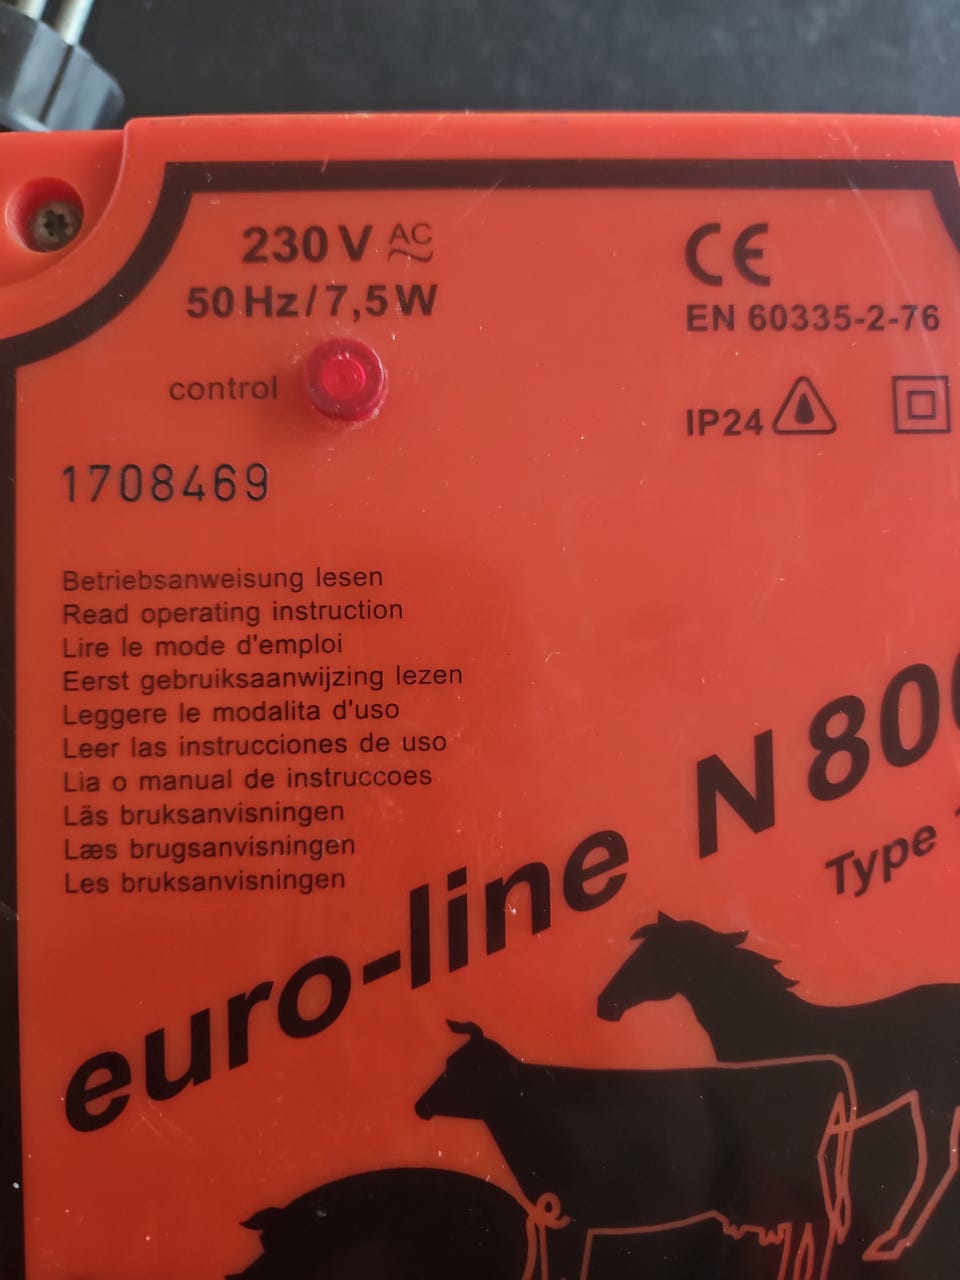 230 V AC
50 Hz / 7,5 W
CE
EN 60335-2-76
control
IP24
1708469
Betriebsanweisung lesen
Read operating instruction
Lire le mode d'emploi
Eerst gebruiksaanwijzing lezen
Leggere le modalita d'uso
Leer las instrucciones de uso
Lia o manual de instruccoes
Läs bruksanvisningen
Læs brugsanvisningen
Les bruksanvisningen
euro-line N 800
Type